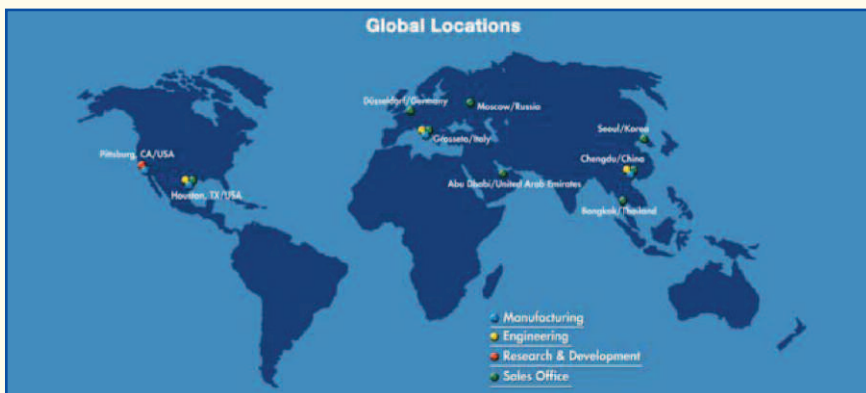 Global Locations
Düsseldorf/Germany
Moscow/Russia
Grosseto/Italy
Seoul/Korea
Pittsburg, CA/USA
Chengdu/China
Houston, TX/USA
Abu Dhabi/United Arab Emirates
Bangkok/Thailand
Manufacturing
Engineering
Research & Development
Sales Office